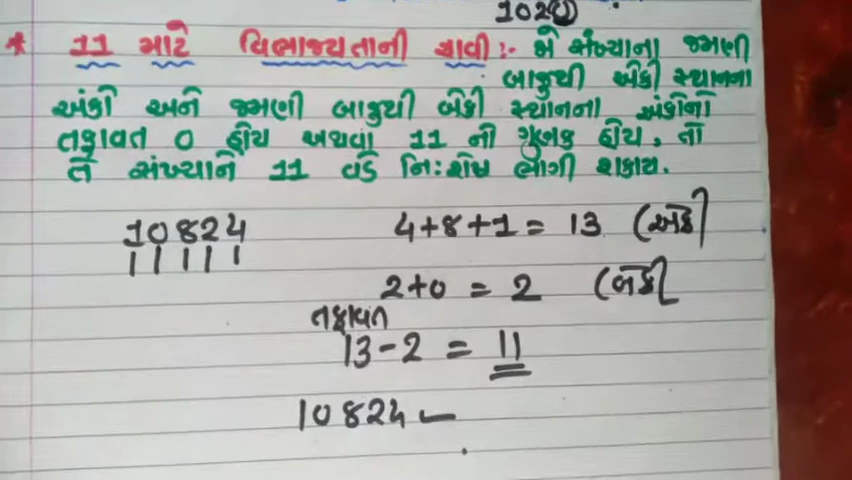 * 11 માટે વિભાજ્યતાની ચાવી :- જે સંખ્યાના જમણી
બાજુથી એકી સ્થાનના
અંકો અને જમણી બાજુથી બેકી સ્થાનના અંકોનો
તફાવત 0 હોય અથવા 11 નો ગુણક હોય, તો
તે સંખ્યાને 11 વડે નિ:શેષ ભાગી શકાય.
10824 4+8+1 = 13 (એકી
2+0 = 2 (બેકી
તફાવત
13-2 = 11
10824